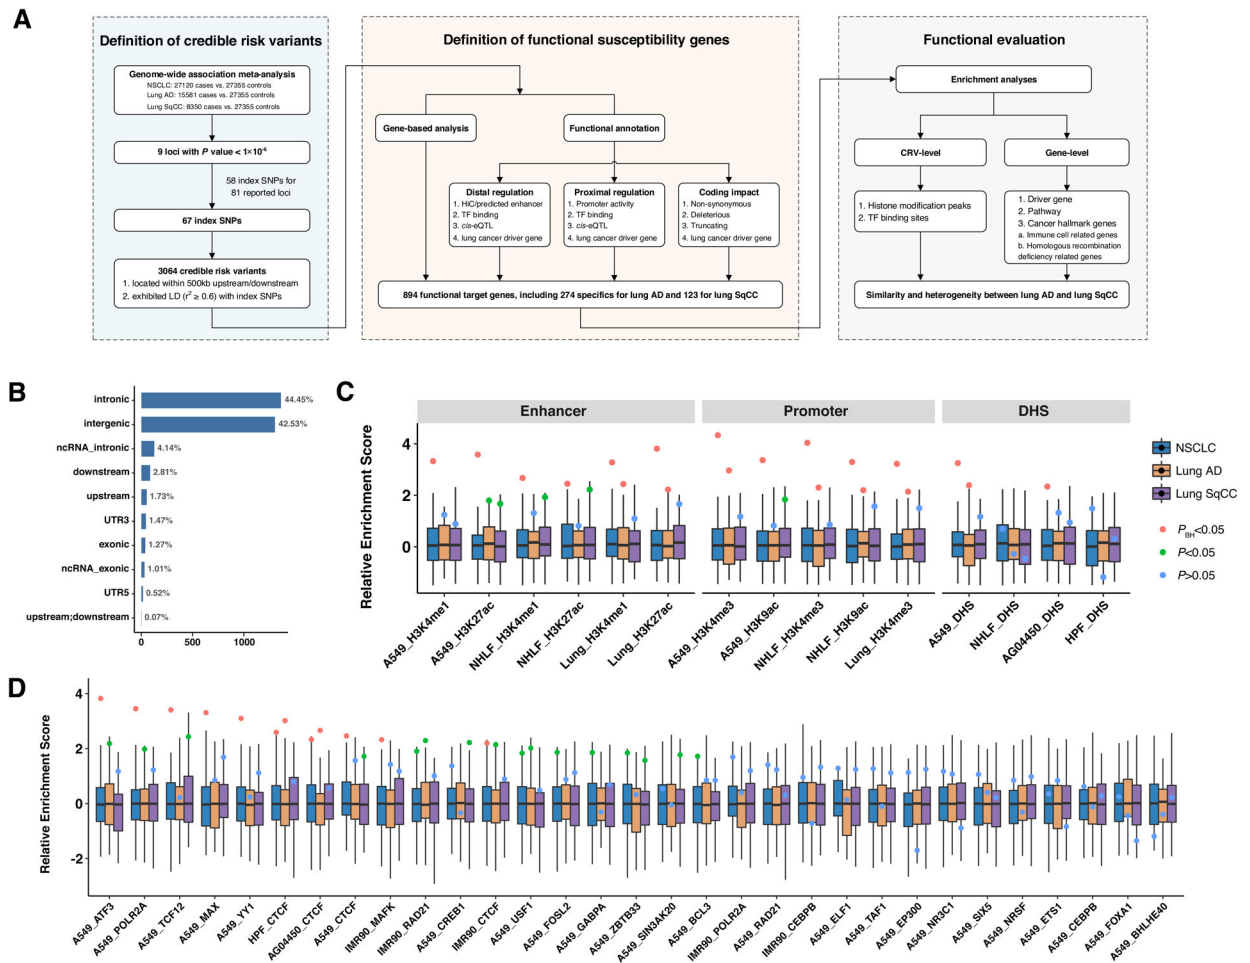 A
Definition of credible risk variants
Genome-wide association meta-analysis
NSCLC: 27120 cases vs. 27355 controls
Lung AD: 15581 cases vs. 27355 controls
Lung SqCC: 8350 cases vs. 27355 controls
9 loci with P value < 1×10⁻⁶
58 index SNPs for
81 reported loci
67 index SNPs
3064 credible risk variants
1. located within 500kb upstream/downstream
2. exhibited LD (r² ≥ 0.6) with index SNPs
Definition of functional susceptibility genes
Gene-based analysis
Functional annotation
Distal regulation
1. HiC/predicted enhancer
2. TF binding
3. cis-eQTL
4. lung cancer driver gene
Proximal regulation
1. Promoter activity
2. TF binding
3. cis-eQTL
4. lung cancer driver gene
Coding impact
1. Non-synonymous
2. Deleterious
3. Truncating
4. lung cancer driver gene
894 functional target genes, including 274 specifics for lung AD and 123 for lung SqCC
Functional evaluation
Enrichment analyses
CRV-level
Gene-level
1. Histone modification peaks
2. TF binding sites
1. Driver gene
2. Pathway
3. Cancer hallmark genes
a. Immune cell related genes
b. Homologous recombination
deficiency related genes
Similarity and heterogeneity between lung AD and lung SqCC
B
intronic 44.45%
intergenic 42.53%
ncRNA_intronic 4.14%
downstream 2.81%
upstream 1.73%
UTR3 1.47%
exonic 1.27%
ncRNA_exonic 1.01%
UTR5 0.52%
upstream;downstream 0.07%
0 500 1000
C
Enhancer
Promoter
DHS
Relative Enrichment Score
4
2
0
A549_H3K4me1
A549_H3K27ac
NHLF_H3K4me1
NHLF_H3K27ac
Lung_H3K4me1
Lung_H3K27ac
A549_H3K4me3
A549_H3K9ac
NHLF_H3K4me3
NHLF_H3K9ac
Lung_H3K4me3
A549_DHS
NHLF_DHS
AG04450_DHS
HPF_DHS
NSCLC
Lung AD
Lung SqCC
P_BH<0.05
P<0.05
P>0.05
D
Relative Enrichment Score
4
2
0
-2
A549_ATF3
A549_POLR2A
A549_TCF12
A549_MAX
A549_YY1
HPF_CTCF
AG04450_CTCF
A549_CTCF
IMR90_MAFK
IMR90_RAD21
A549_CREB1
IMR90_CTCF
A549_USF1
A549_FOSL2
A549_GABPA
A549_ZBTB33
A549_SIN3AK20
A549_BCL3
IMR90_POLR2A
A549_RAD21
IMR90_CEBPB
A549_ELF1
A549_TAF1
A549_EP300
A549_NR3C1
A549_SIX5
A549_NRSF
A549_ETS1
A549_CEBPB
A549_FOXA1
A549_BHLHE40